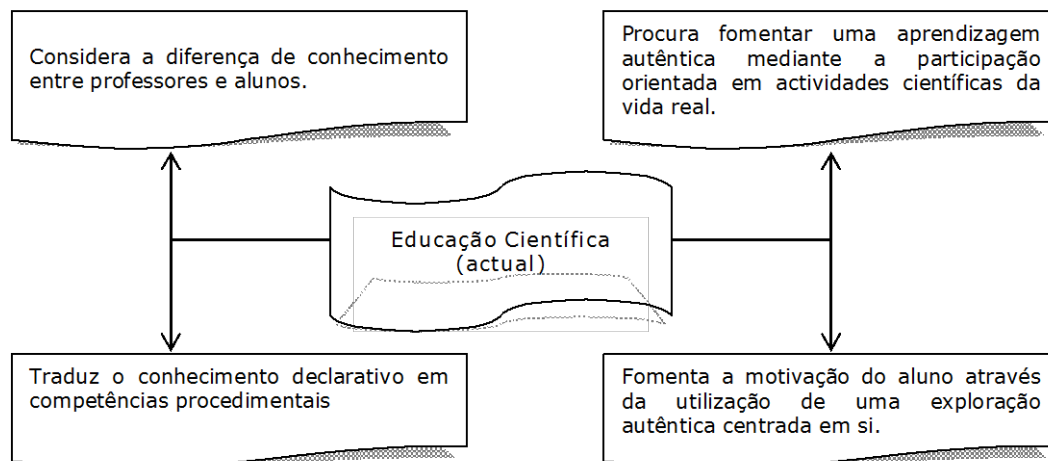 Considera a diferença de conhecimento
entre professores e alunos.
Procura fomentar uma aprendizagem
autêntica mediante a participação
orientada em actividades científicas da
vida real.
Educação Científica
(actual)
Traduz o conhecimento declarativo em
competências procedimentais
Fomenta a motivação do aluno através
da utilização de uma exploração
autêntica centrada em si.